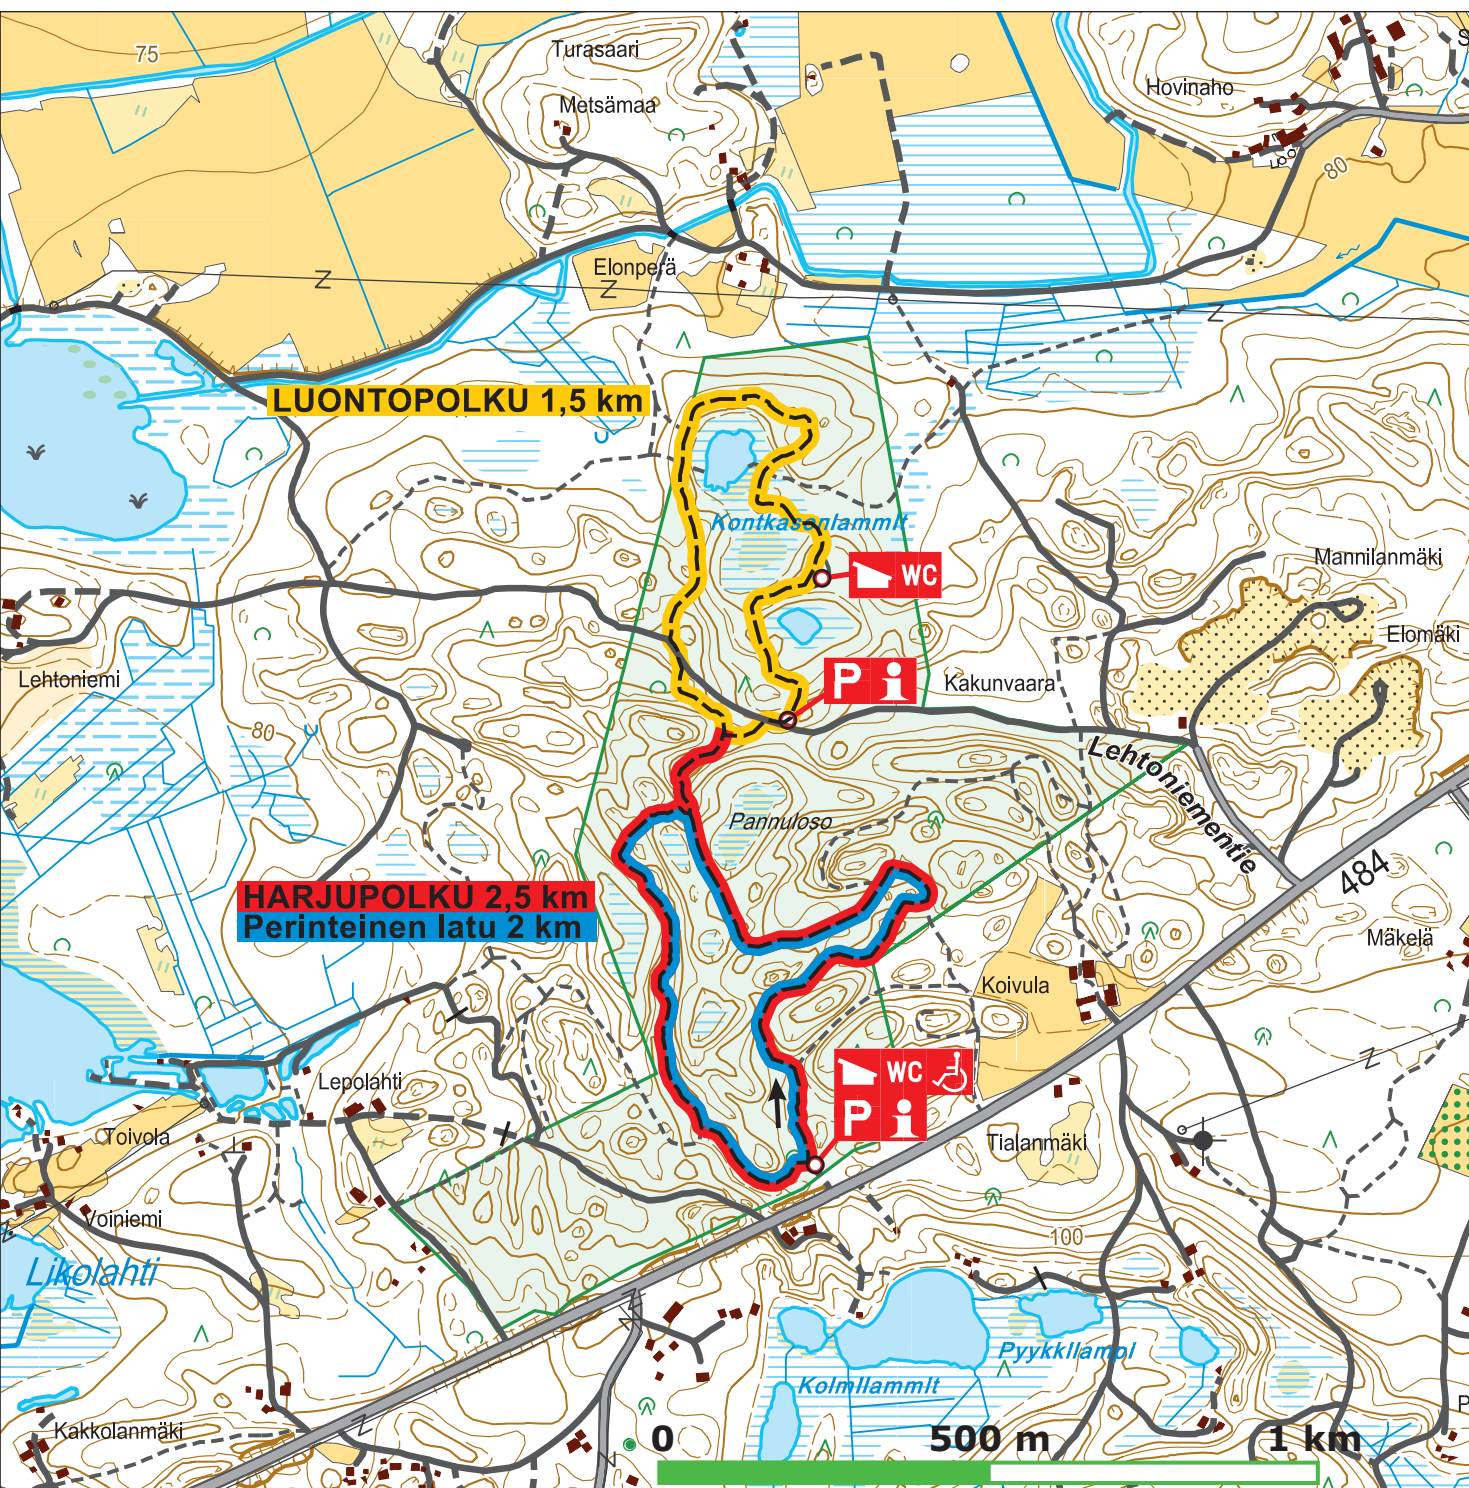 75
Turasaari
Metsämaa
Hovinaho
S
80
Elonperä
LUONTOPOLKU 1,5 km
Kontkasenlammit
WC
Mannilanmäki
Elomäki
Lehtoniemi
P i
Kakunvaara
80
Lehtoniementie
Pannuloso
484
HARJUPOLKU 2,5 km
Perinteinen latu 2 km
Mäkelä
Koivula
Lepolahti
WC
P i
Toivola
Tialanmäki
Voiniemi
100
Likolahti
Pyykkilampi
Kolmilammit
P
Kakkolanmäki
0 500 m 1 km